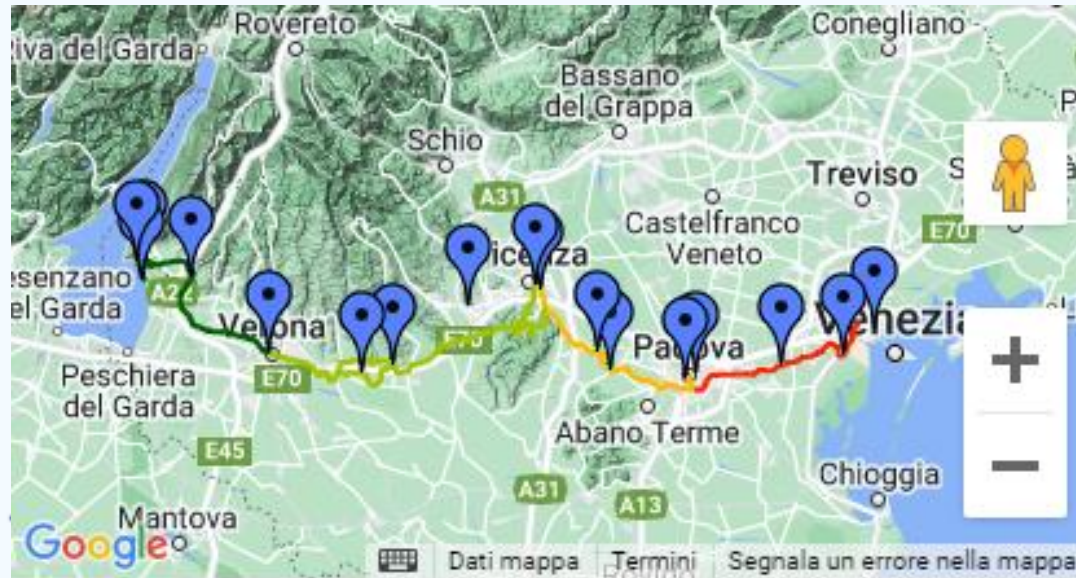 Riva del Garda
Rovereto
Conegliano
Bassano
del Grappa
Schio
Treviso
A31
Castelfranco
Veneto
E70
Vicenza
esenzano
el Garda
A22
Verona
E70
Padova
Venezia
Peschiera
del Garda
E70
Abano Terme
E45
Chioggia
A31
A13
Mantova
Google
Dati mappa
Termini
Segnala un errore nella mappa